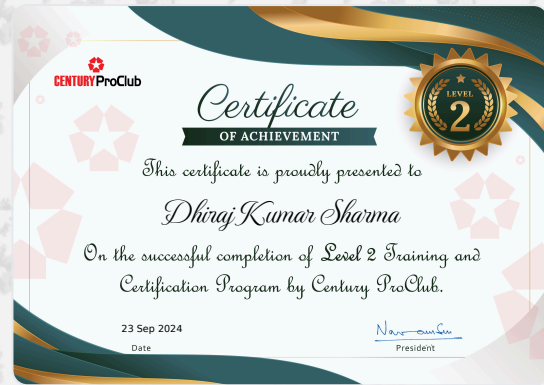 CENTURY ProClub
LEVEL
2
Certificate
OF ACHIEVEMENT
This certificate is proudly presented to
Dhiraj Kumar Sharma
On the successful completion of Level 2 Training and
Certification Program by Century ProClub.
23 Sep 2024
Date
President